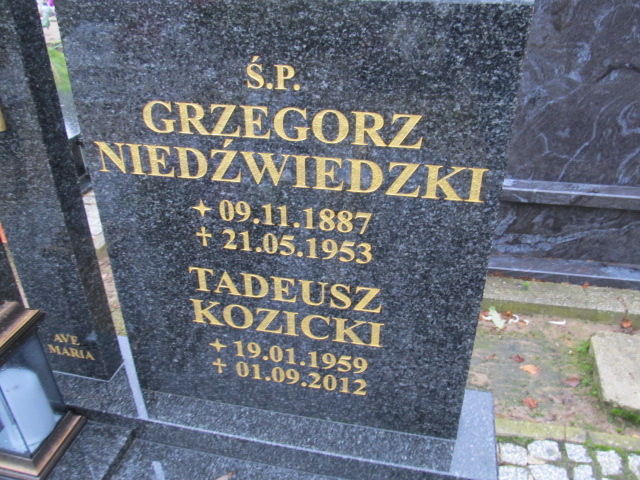 Ś.P.
GRZEGORZ
NIEDŹWIEDZKI
✦ 09.11.1887
✝ 21.05.1953
TADEUSZ
KOZICKI
✦ 19.01.1959
✝ 01.09.2012
AVE
MARIA